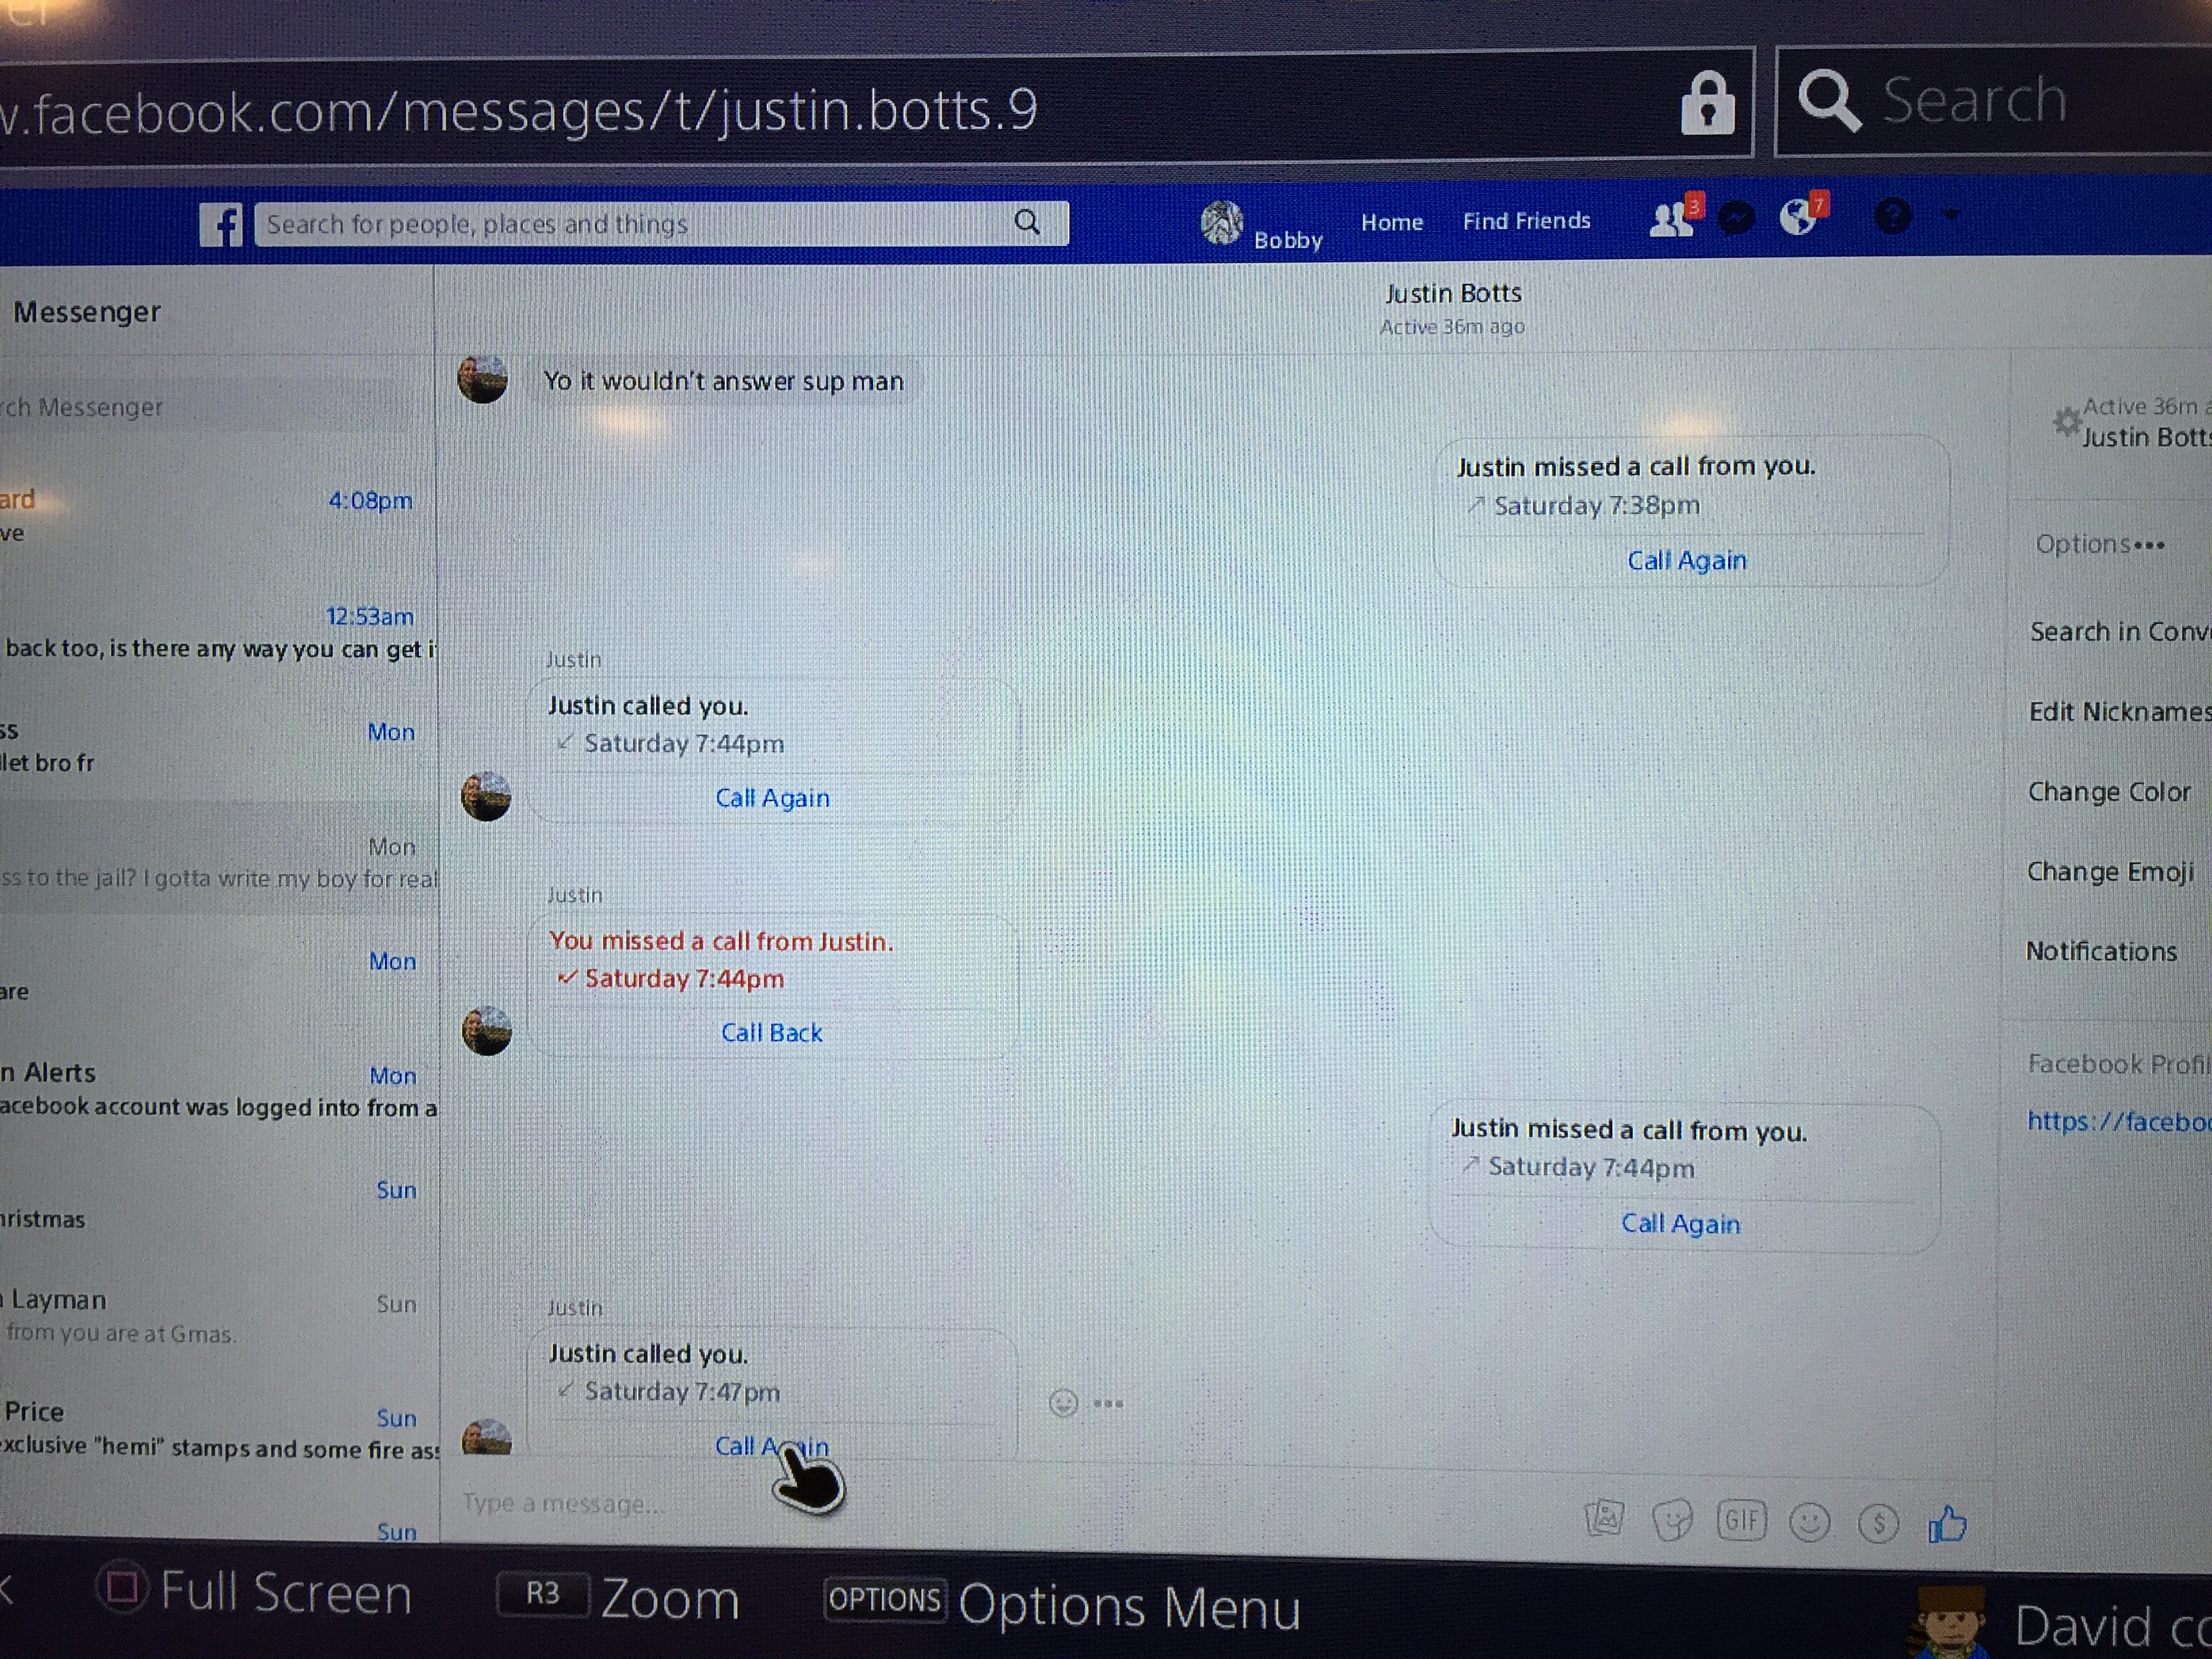 w.facebook.com/messages/t/justin.botts.9
Search
Search for people, places and things
Bobby
Home
Find Friends
3
7
Messenger
Justin Botts
Active 36m ago
rch Messenger
ard
4:08pm
ve
12:53am
back too, is there any way you can get i
ss
Mon
let bro fr
Mon
ss to the jail? I gotta write my boy for real
Mon
are
n Alerts
Mon
acebook account was logged into from a
Sun
hristmas
Layman
Sun
from you are at Gmas.
Price
Sun
exclusive "hemi" stamps and some fire ass
Sun
Yo it wouldn't answer sup man
Justin missed a call from you.
Saturday 7:38pm
Call Again
Justin
Justin called you.
Saturday 7:44pm
Call Again
Justin
You missed a call from Justin.
Saturday 7:44pm
Call Back
Justin missed a call from you.
Saturday 7:44pm
Call Again
Justin
Justin called you.
Saturday 7:47pm
Call Again
Type a message...
GIF
$
Active 36m a
Justin Botts
Options
Search in Conv
Edit Nicknames
Change Color
Change Emoji
Notifications
Facebook Profil
https://faceboo
Full Screen
R3 Zoom
OPTIONS Options Menu
David co